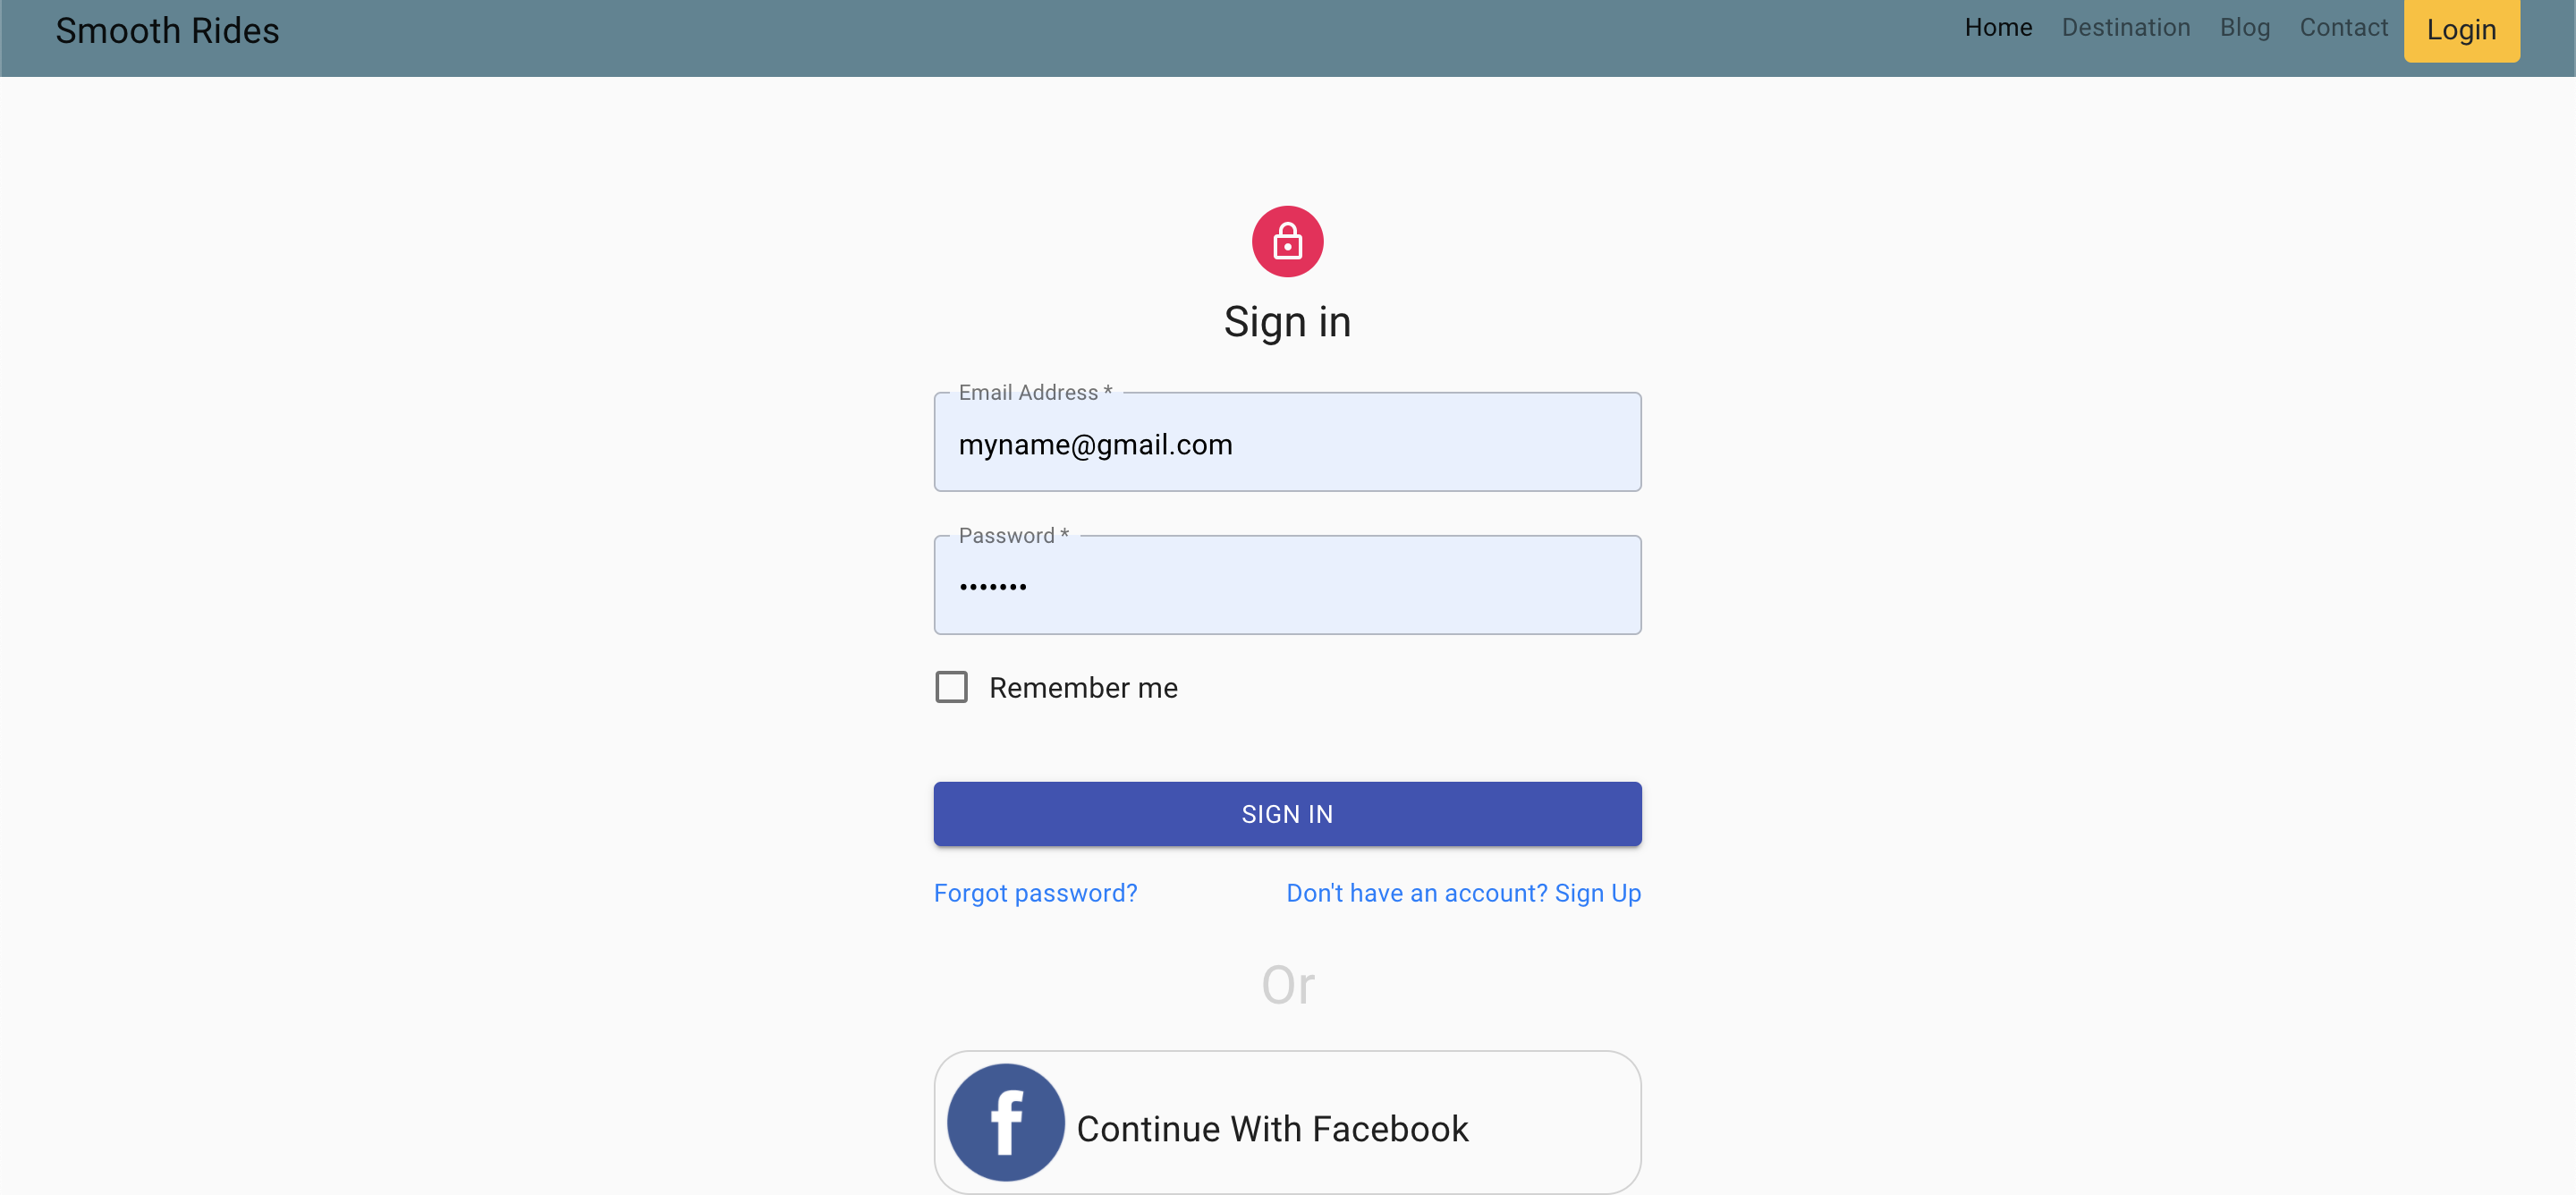 Smooth Rides Home Destination Blog Contact Login
Sign in
Email Address *
myname@gmail.com
Password *
•••••••
Remember me
SIGN IN
Forgot password? Don't have an account? Sign Up
Or
f Continue With Facebook